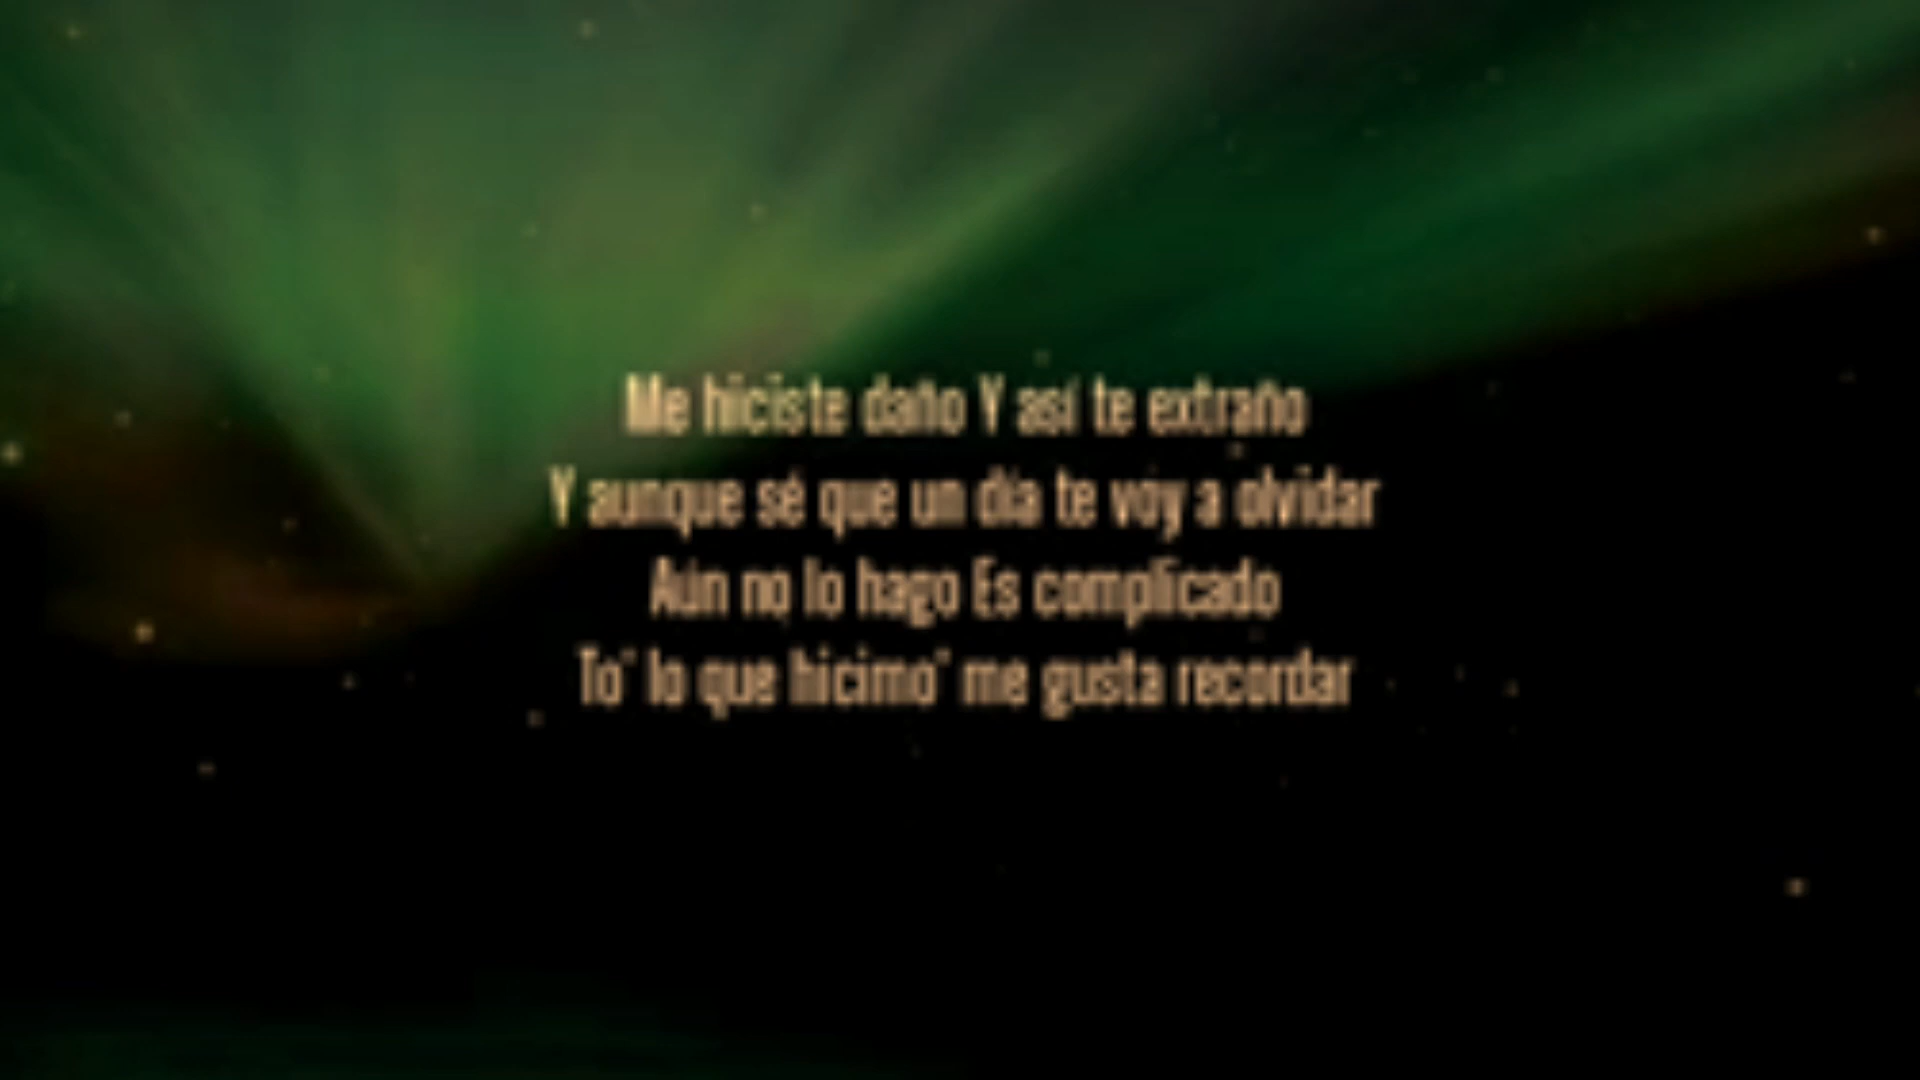 Me hiciste daño Y así te extraño
Y aunque sé que un día te voy a olvidar
Aún no lo hago Es complicado
To' lo que hicimo' me gusta recordar